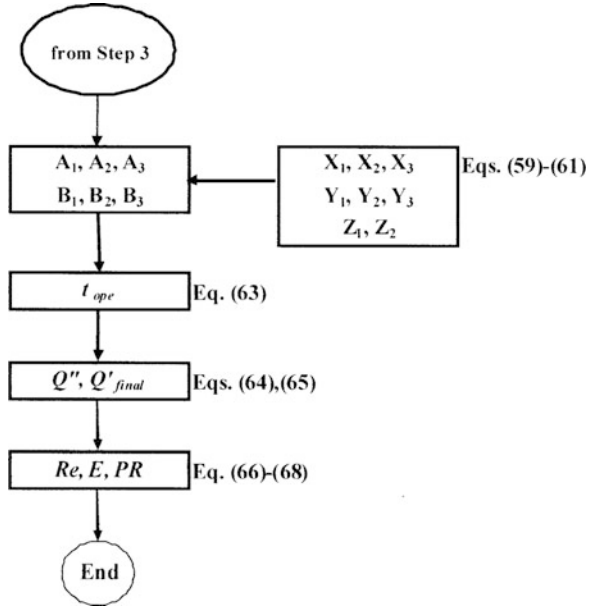 from Step 3
A₁, A₂, A₃
B₁, B₂, B₃
X₁, X₂, X₃
Y₁, Y₂, Y₃
Z₁, Z₂
Eqs. (59)-(61)
t ope
Eq. (63)
Q", Q' final
Eqs. (64),(65)
Re, E, PR
Eq. (66)-(68)
End